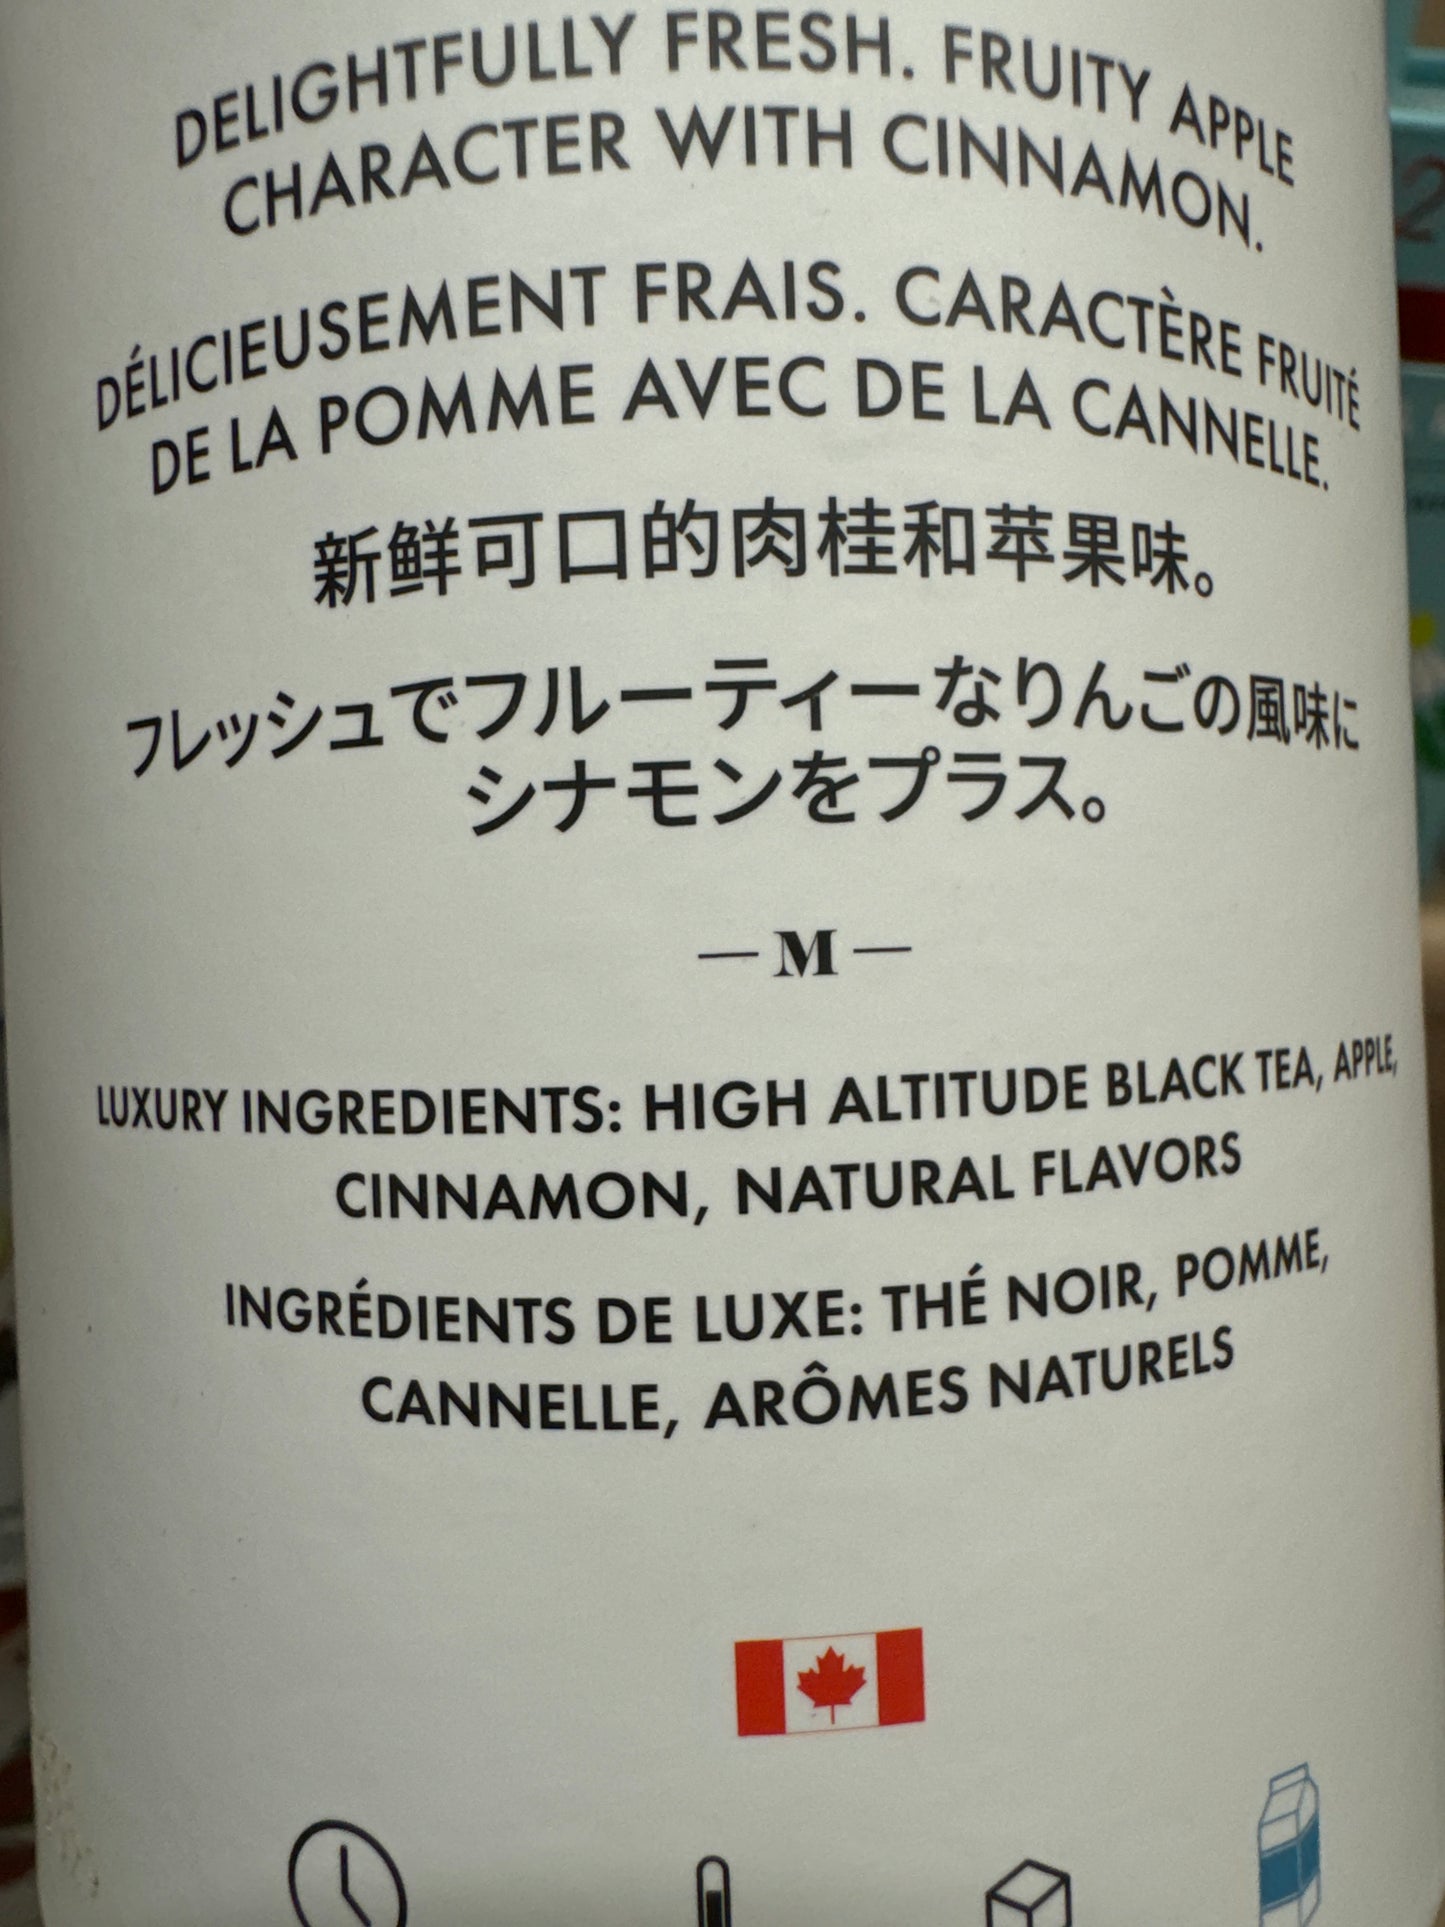 DELIGHTFULLY FRESH. FRUITY APPLE
CHARACTER WITH CINNAMON.
DÉLICIEUSEMENT FRAIS. CARACTÈRE FRUITÉ
DE LA POMME AVEC DE LA CANNELLE.
新鲜可口的肉桂和苹果味。
フレッシュでフルーティーなりんごの風味に
シナモンをプラス。
— M —
LUXURY INGREDIENTS: HIGH ALTITUDE BLACK TEA, APPLE,
CINNAMON, NATURAL FLAVORS
INGRÉDIENTS DE LUXE: THÉ NOIR, POMME,
CANNELLE, ARÔMES NATURELS